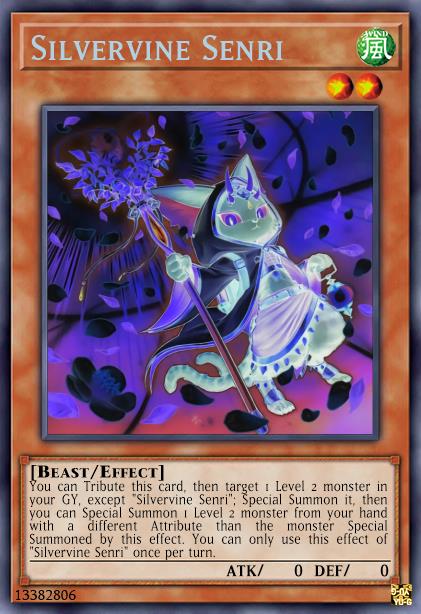 Silvervine Senri
WIND
風
[Beast/Effect]
You can Tribute this card, then target 1 Level 2 monster in
your GY, except "Silvervine Senri"; Special Summon it, then
you can Special Summon 1 Level 2 monster from your hand
with a different Attribute than the monster Special
Summoned by this effect. You can only use this effect of
"Silvervine Senri" once per turn.
ATK/ 0 DEF/ 0
13382806